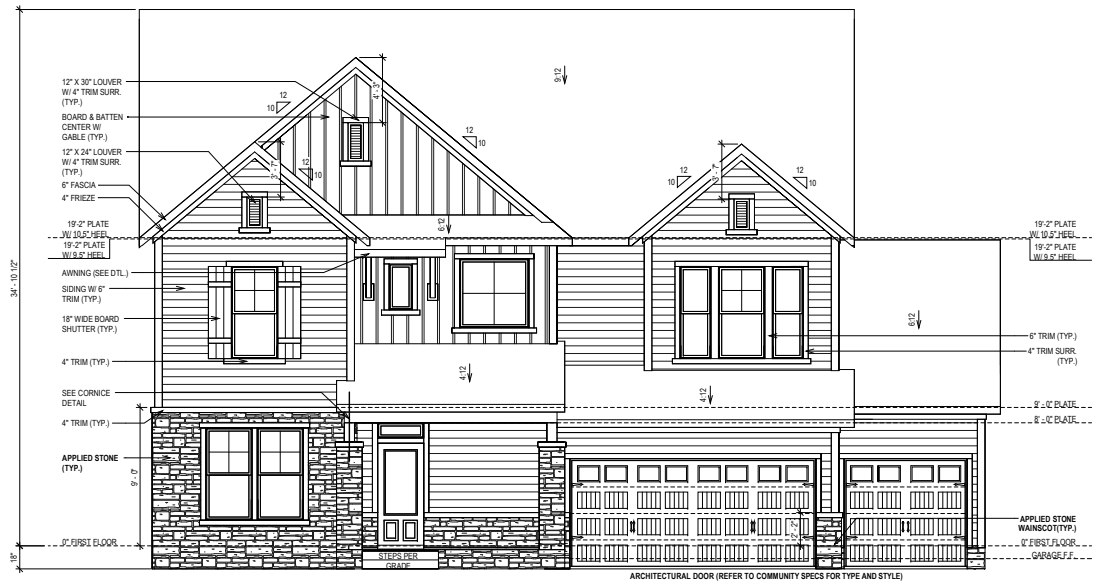 12" X 30" LOUVER
W/ 4" TRIM SURR.
(TYP.)
BOARD & BATTEN
CENTER W/
GABLE (TYP.)
12" X 24" LOUVER
W/ 4" TRIM SURR.
(TYP.)
6" FASCIA
4" FRIEZE
19'-2" PLATE
W/ 10.5" HEEL
19'-2" PLATE
W/ 9.5" HEEL
AWNING (SEE DTL.)
SIDING W/ 6"
TRIM (TYP.)
18" WIDE BOARD
SHUTTER (TYP.)
4" TRIM (TYP.)
SEE CORNICE
DETAIL
4" TRIM (TYP.)
APPLIED STONE
(TYP.)
0" FIRST FLOOR
34' - 10 1/2"
18"
9'- 0"
12
10
12
10
12
10
12
10
12
10
4' - 3"
3' - 7"
3' - 7"
9:12
6:12
6:12
4:12
4:12
STEPS PER
GRADE
2'- 2"
19'-2" PLATE
W/ 10.5" HEEL
19'-2" PLATE
W/ 9.5" HEEL
6" TRIM (TYP.)
4" TRIM SURR.
(TYP.)
9' - 0" PLATE
8' - 0" PLATE
APPLIED STONE
WAINSCOT(TYP.)
0" FIRST FLOOR
GARAGE F.F.
ARCHITECTURAL DOOR (REFER TO COMMUNITY SPECS FOR TYPE AND STYLE)